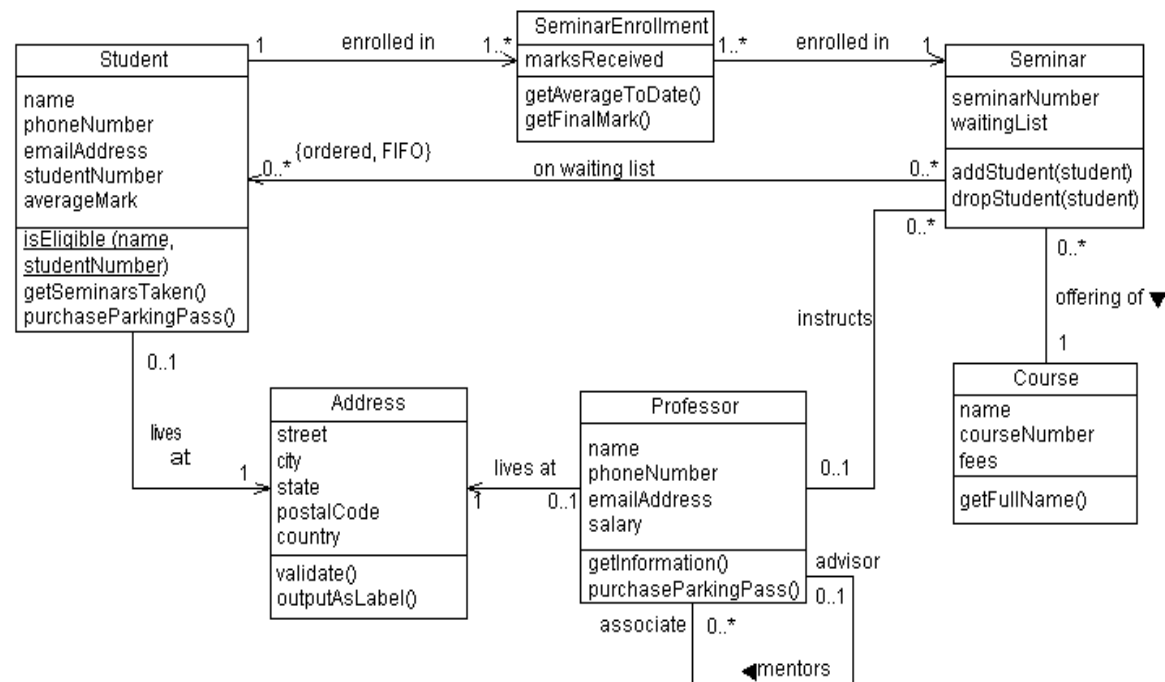 Student
name
phoneNumber
emailAddress
studentNumber
averageMark
isEligible (name,
studentNumber)
getSeminarsTaken()
purchaseParkingPass()
1
enrolled in
1..*
SeminarEnrollment
marksReceived
getAverageToDate()
getFinalMark()
1..*
enrolled in
1
Seminar
seminarNumber
waitingList
addStudent(student)
dropStudent(student)
{ordered, FIFO}
0..*
on waiting list
0..*
0..*
instructs
0..1
0..*
offering of
1
Course
name
courseNumber
fees
getFullName()
0..1
lives
at
1
Address
street
city
state
postalCode
country
validate()
outputAsLabel()
lives at
1
0..1
Professor
name
phoneNumber
emailAddress
salary
getInformation()
purchaseParkingPass()
advisor
0..1
associate
0..*
mentors